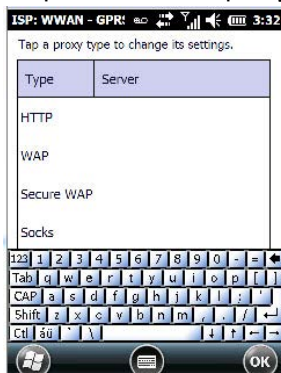 ISP: WWAN - GPRS 3:32
Tap a proxy type to change its settings.
Type Server
HTTP
WAP
Secure WAP
Socks
123 1 2 3 4 5 6 7 8 9 0 - =
Tab q w e r t y u i o p [ ]
CAP a s d f g h j k l ; '
Shift z x c v b n m , . /
Ctl áü ` \
OK